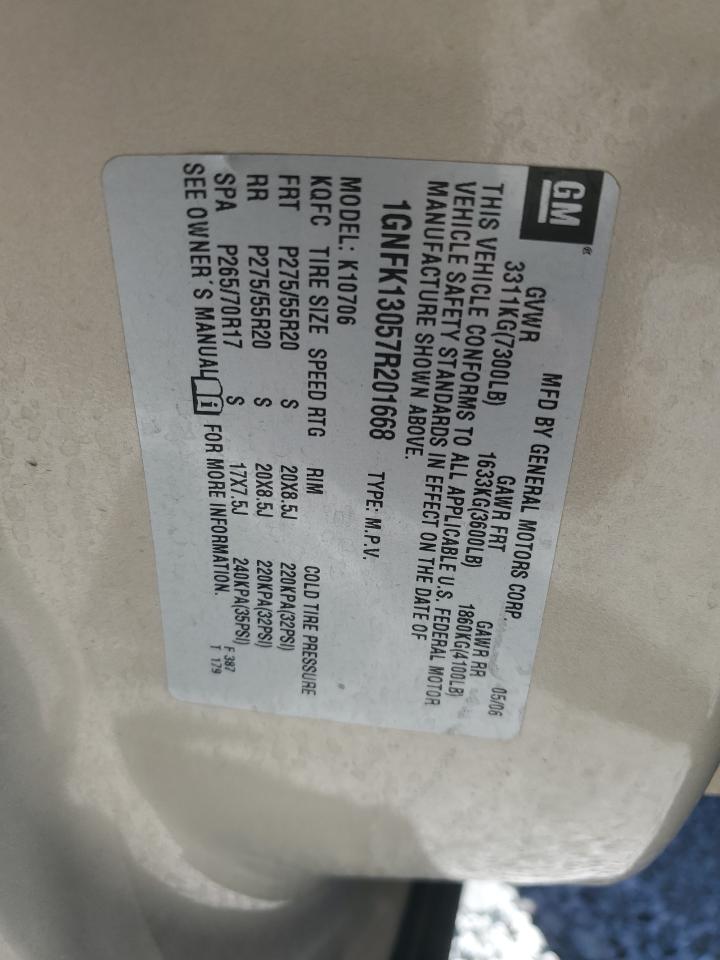 GM®
MFD BY GENERAL MOTORS CORP. 05/06
GVWR GAWR FRT GAWR RR
3311KG(7300LB) 1633KG(3600LB) 1860KG(4100LB)
THIS VEHICLE CONFORMS TO ALL APPLICABLE U.S. FEDERAL MOTOR
VEHICLE SAFETY STANDARDS IN EFFECT ON THE DATE OF
MANUFACTURE SHOWN ABOVE.
1GNFK13057R201668 TYPE: M.P.V.
MODEL: K10706
KQFC TIRE SIZE SPEED RTG RIM COLD TIRE PRESSURE
FRT P275/55R20 S 20X8.5J 220KPA(32PSI)
RR P275/55R20 S 20X8.5J 220KPA(32PSI)
SPA P265/70R17 S 17X7.5J 240KPA(35PSI)
SEE OWNER'S MANUAL FOR MORE INFORMATION.
F 387
T 179